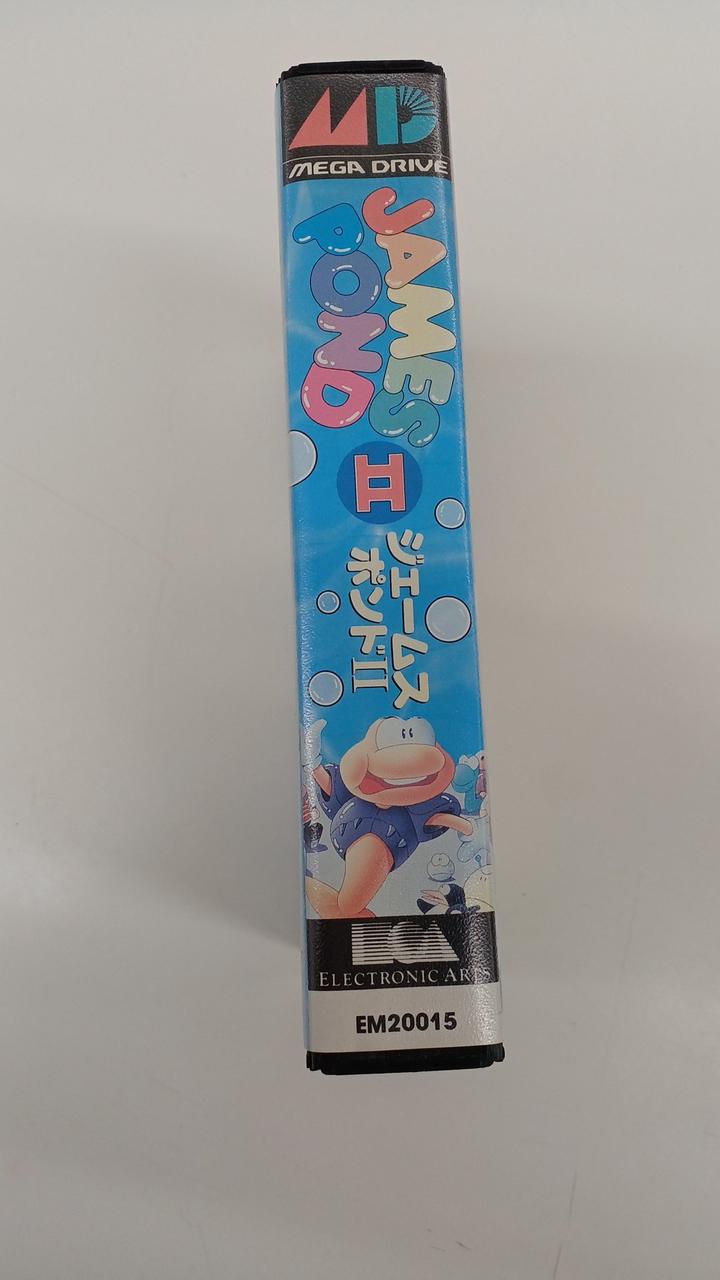 MD
MEGA DRIVE
JAMES
POND
II
ジェームス
ポンドII
EA
ELECTRONIC ARTS
EM20015